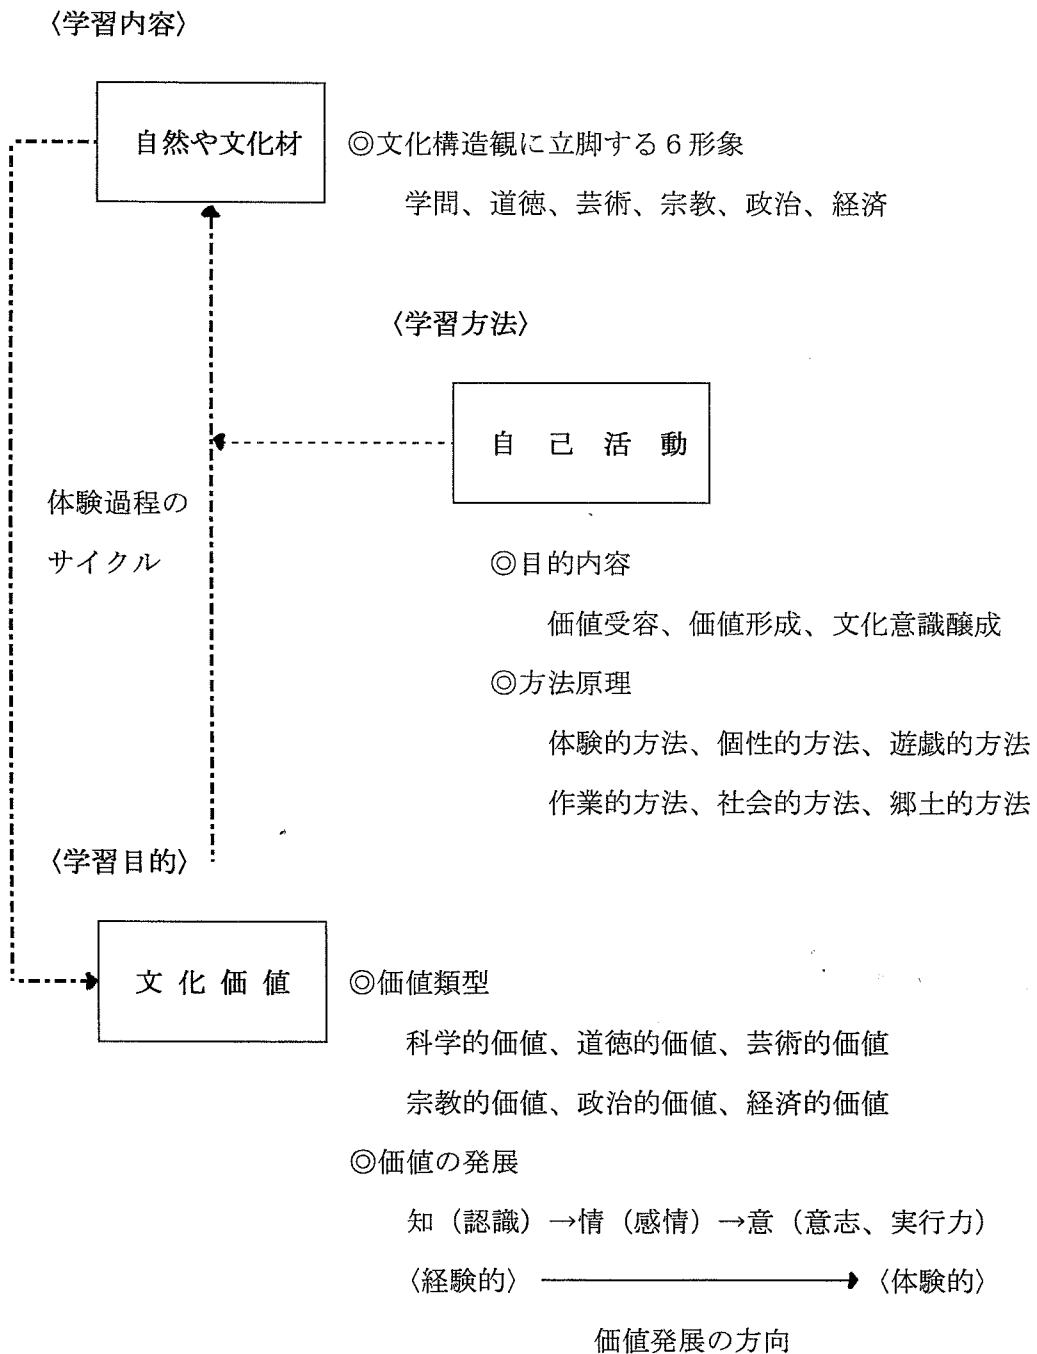 〈学習内容〉
自然や文化材
◎文化構造観に立脚する6形象
学問、道徳、芸術、宗教、政治、経済
〈学習方法〉
自己活動
体験過程の
サイクル
◎目的内容
価値受容、価値形成、文化意識醸成
◎方法原理
体験的方法、個性的方法、遊戯的方法
作業的方法、社会的方法、郷土的方法
〈学習目的〉
文化価値
◎価値類型
科学的価値、道徳的価値、芸術的価値
宗教的価値、政治的価値、経済的価値
◎価値の発展
知（認識）→情（感情）→意（意志、実行力）
〈経験的〉 → 〈体験的〉
価値発展の方向